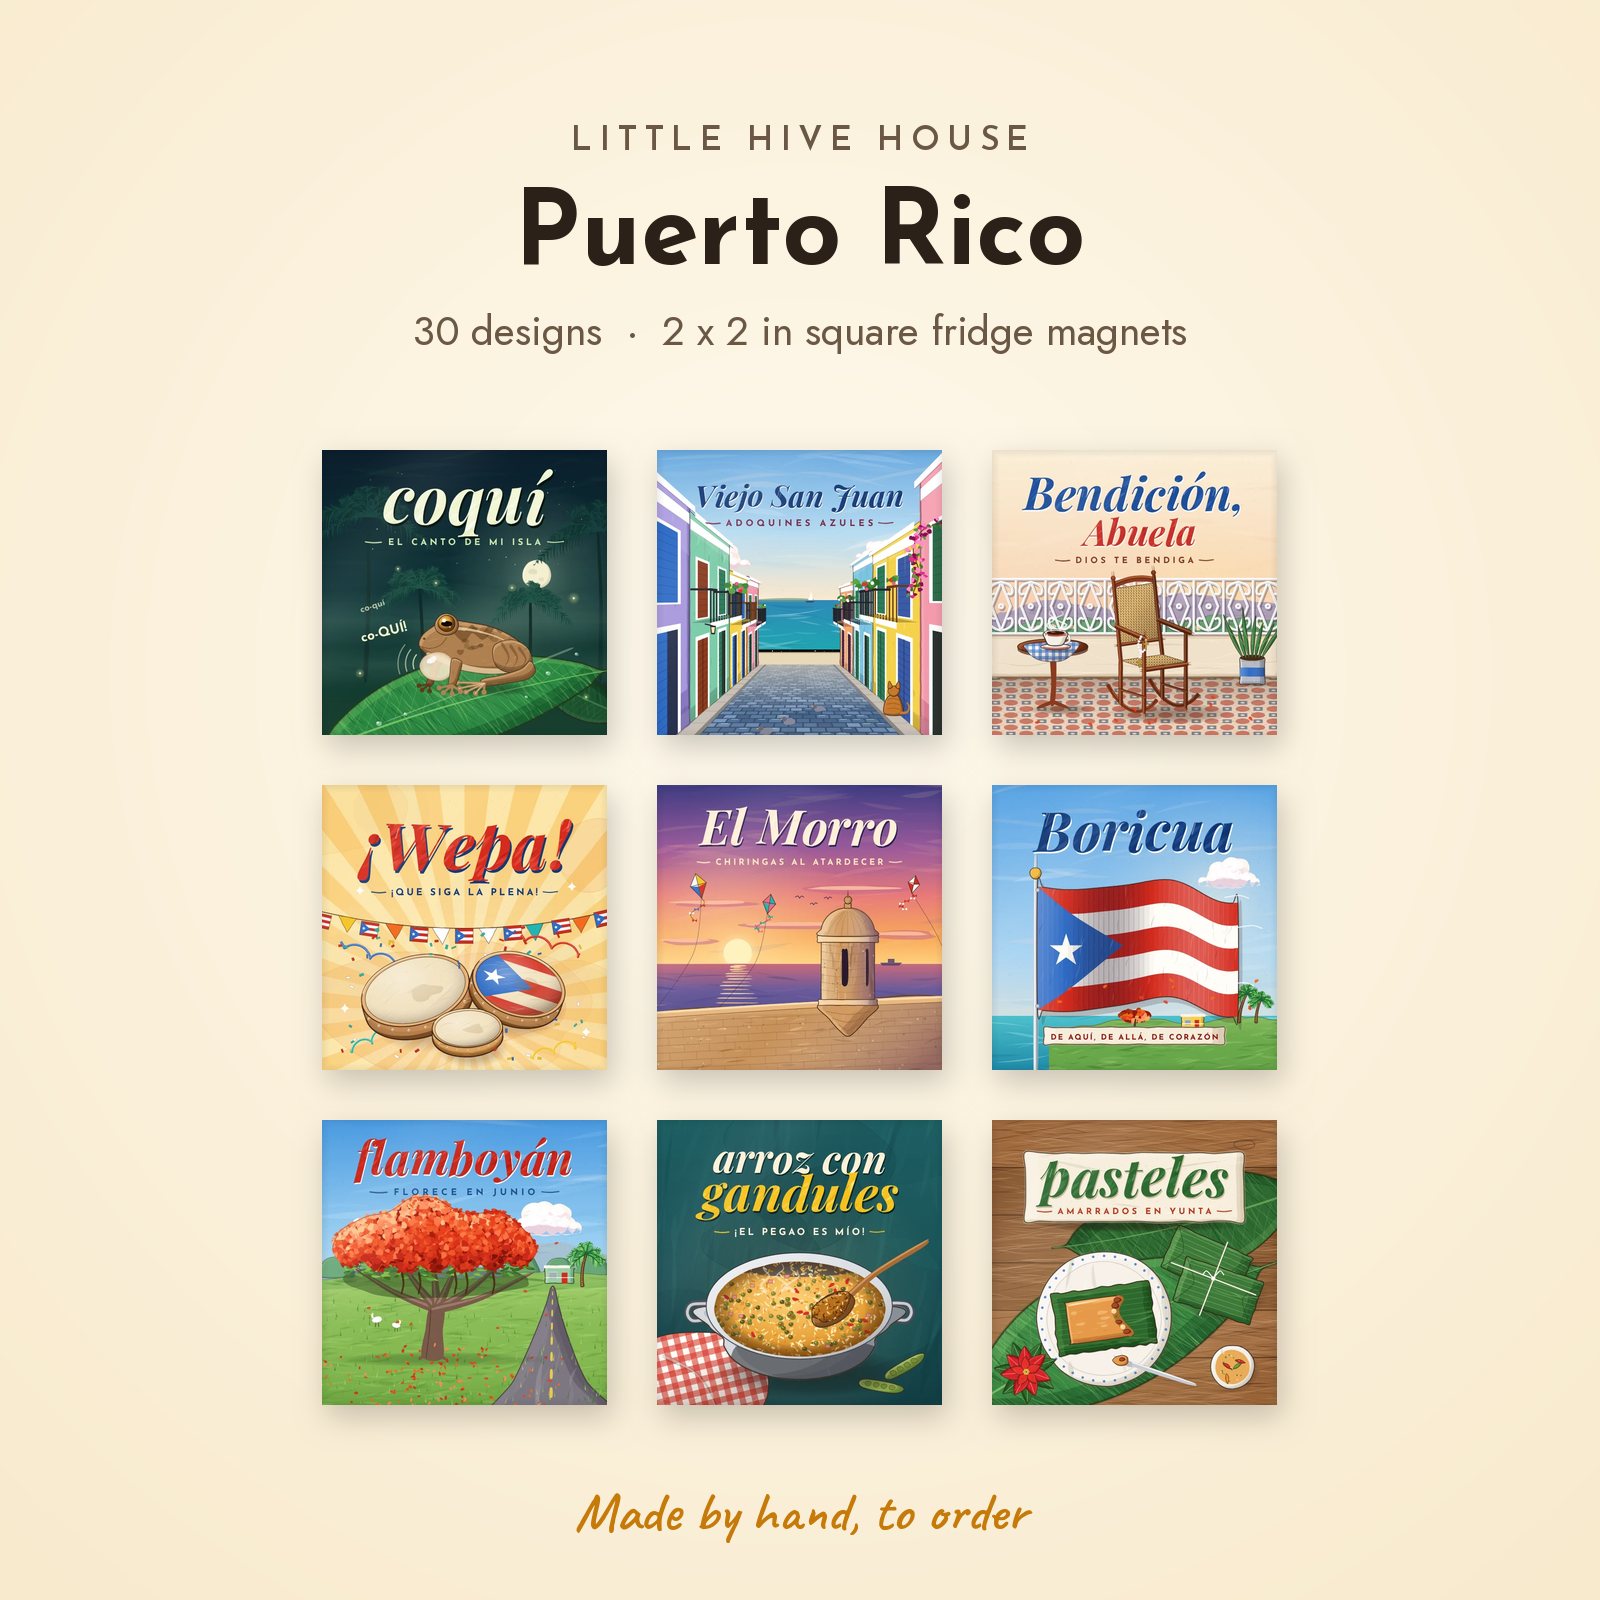 LITTLE HIVE HOUSE
Puerto Rico
30 designs · 2 x 2 in square fridge magnets
coquí
EL CANTO DE MI ISLA
co-quí
co-QUÍ!
Viejo San Juan
ADOQUINES AZULES
Bendición,
Abuela
DIOS TE BENDIGA
¡Wepa!
¡QUE SIGA LA PLENA!
El Morro
CHIRINGAS AL ATARDECER
Boricua
DE AQUÍ, DE ALLÁ, DE CORAZÓN
flamboyán
FLORECE EN JUNIO
arroz con
gandules
¡EL PEGAO ES MÍO!
pasteles
AMARRADOS EN YUNTA
Made by hand, to order